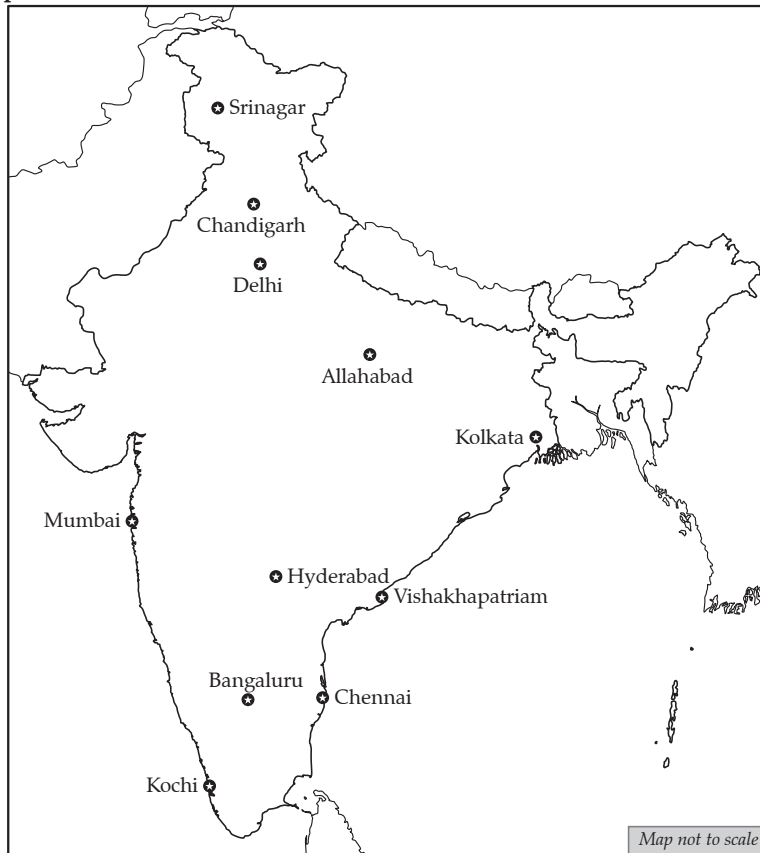 Srinagar
Chandigarh
Delhi
Allahabad
Kolkata
Mumbai
Hyderabad
Vishakhapatriam
Bangaluru
Chennai
Kochi
Map not to scale